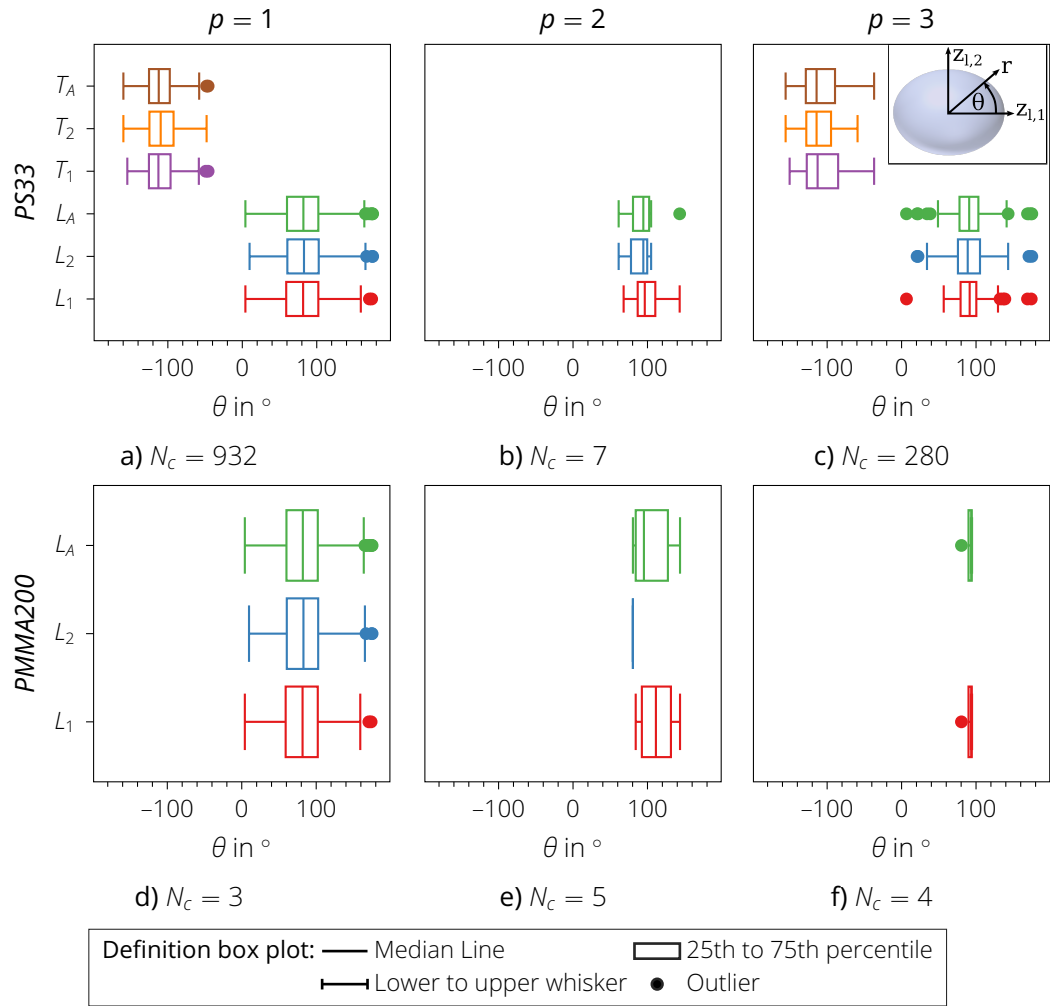 p = 1
p = 2
p = 3
PS33
T_A
T_2
T_1
L_A
L_2
L_1
z_l,2
r
θ
z_l,1
−100 0 100
−100 0 100
−100 0 100
θ in °
θ in °
θ in °
a) N_c = 932
b) N_c = 7
c) N_c = 280
PMMA200
L_A
L_2
L_1
−100 0 100
−100 0 100
−100 0 100
θ in °
θ in °
θ in °
d) N_c = 3
e) N_c = 5
f) N_c = 4
Definition box plot: Median Line 25th to 75th percentile
Lower to upper whisker Outlier